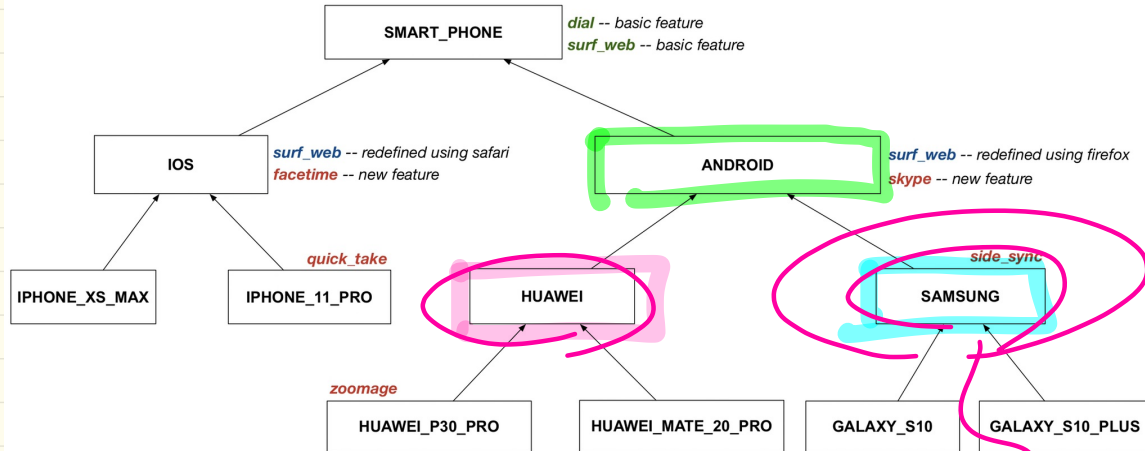 SMART_PHONE
dial -- basic feature
surf_web -- basic feature
IOS
surf_web -- redefined using safari
facetime -- new feature
ANDROID
surf_web -- redefined using firefox
skype -- new feature
quick_take
side_sync
IPHONE_XS_MAX
IPHONE_11_PRO
HUAWEI
SAMSUNG
zoomage
HUAWEI_P30_PRO
HUAWEI_MATE_20_PRO
GALAXY_S10
GALAXY_S10_PLUS